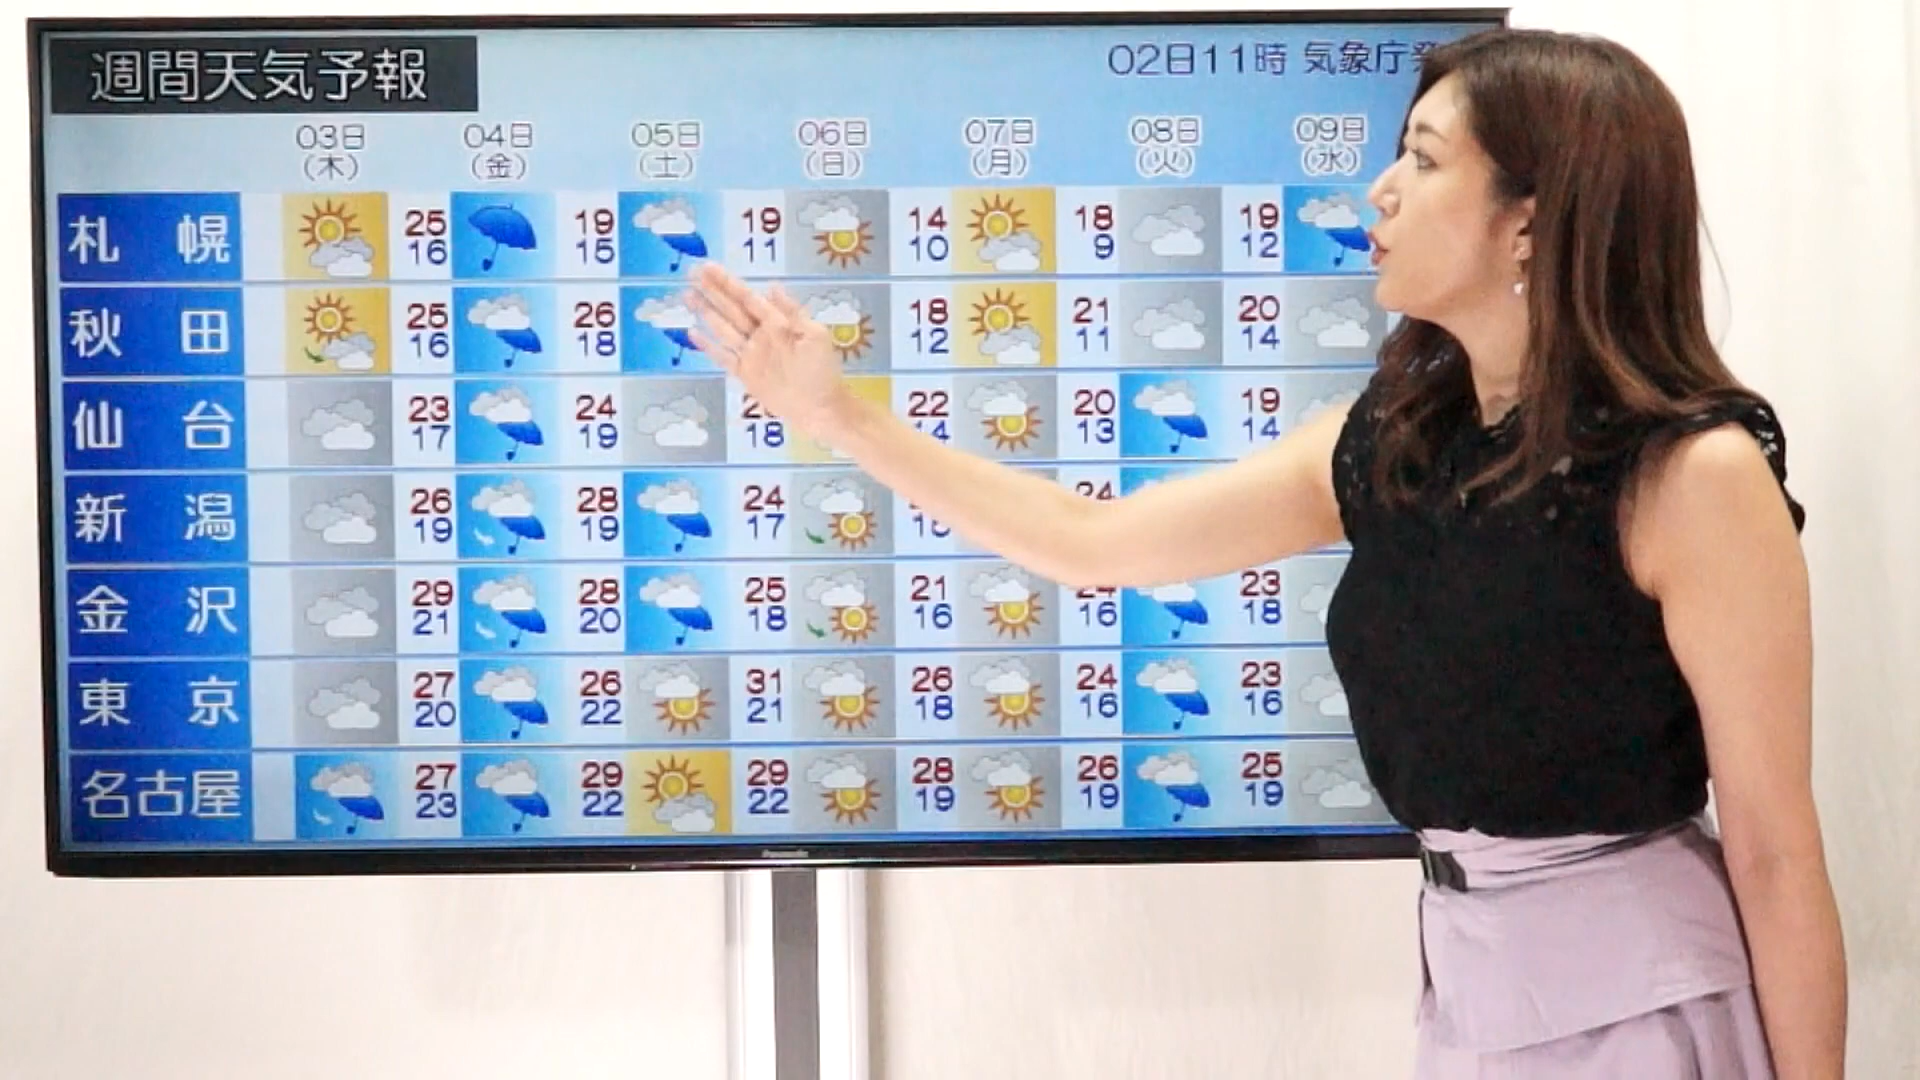 週間天気予報
02日11時 気象庁発
03日 04日 05日 06日 07日 08日 09日
(木) (金) (土) (日) (月) (火) (水)
札幌 25 19 19 14 18 19
16 15 11 10 9 12
秋田 25 26 18 21 20
16 18 12 11 14
仙台 23 24 22 20 19
17 19 18 14 13 14
新潟 26 28 24 24
19 19 17
金沢 29 28 25 21 24 23
21 20 18 16 16 18
東京 27 26 31 26 24 23
20 22 21 18 16 16
名古屋 27 29 29 28 26 25
23 22 22 19 19 19